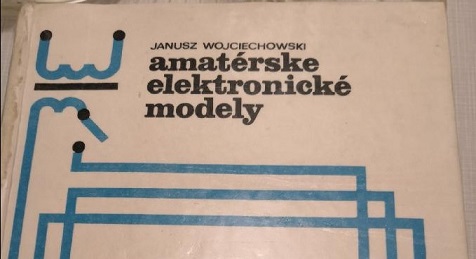 JANUSZ WOJCIECHOWSKI
amatérske
elektronické
modely